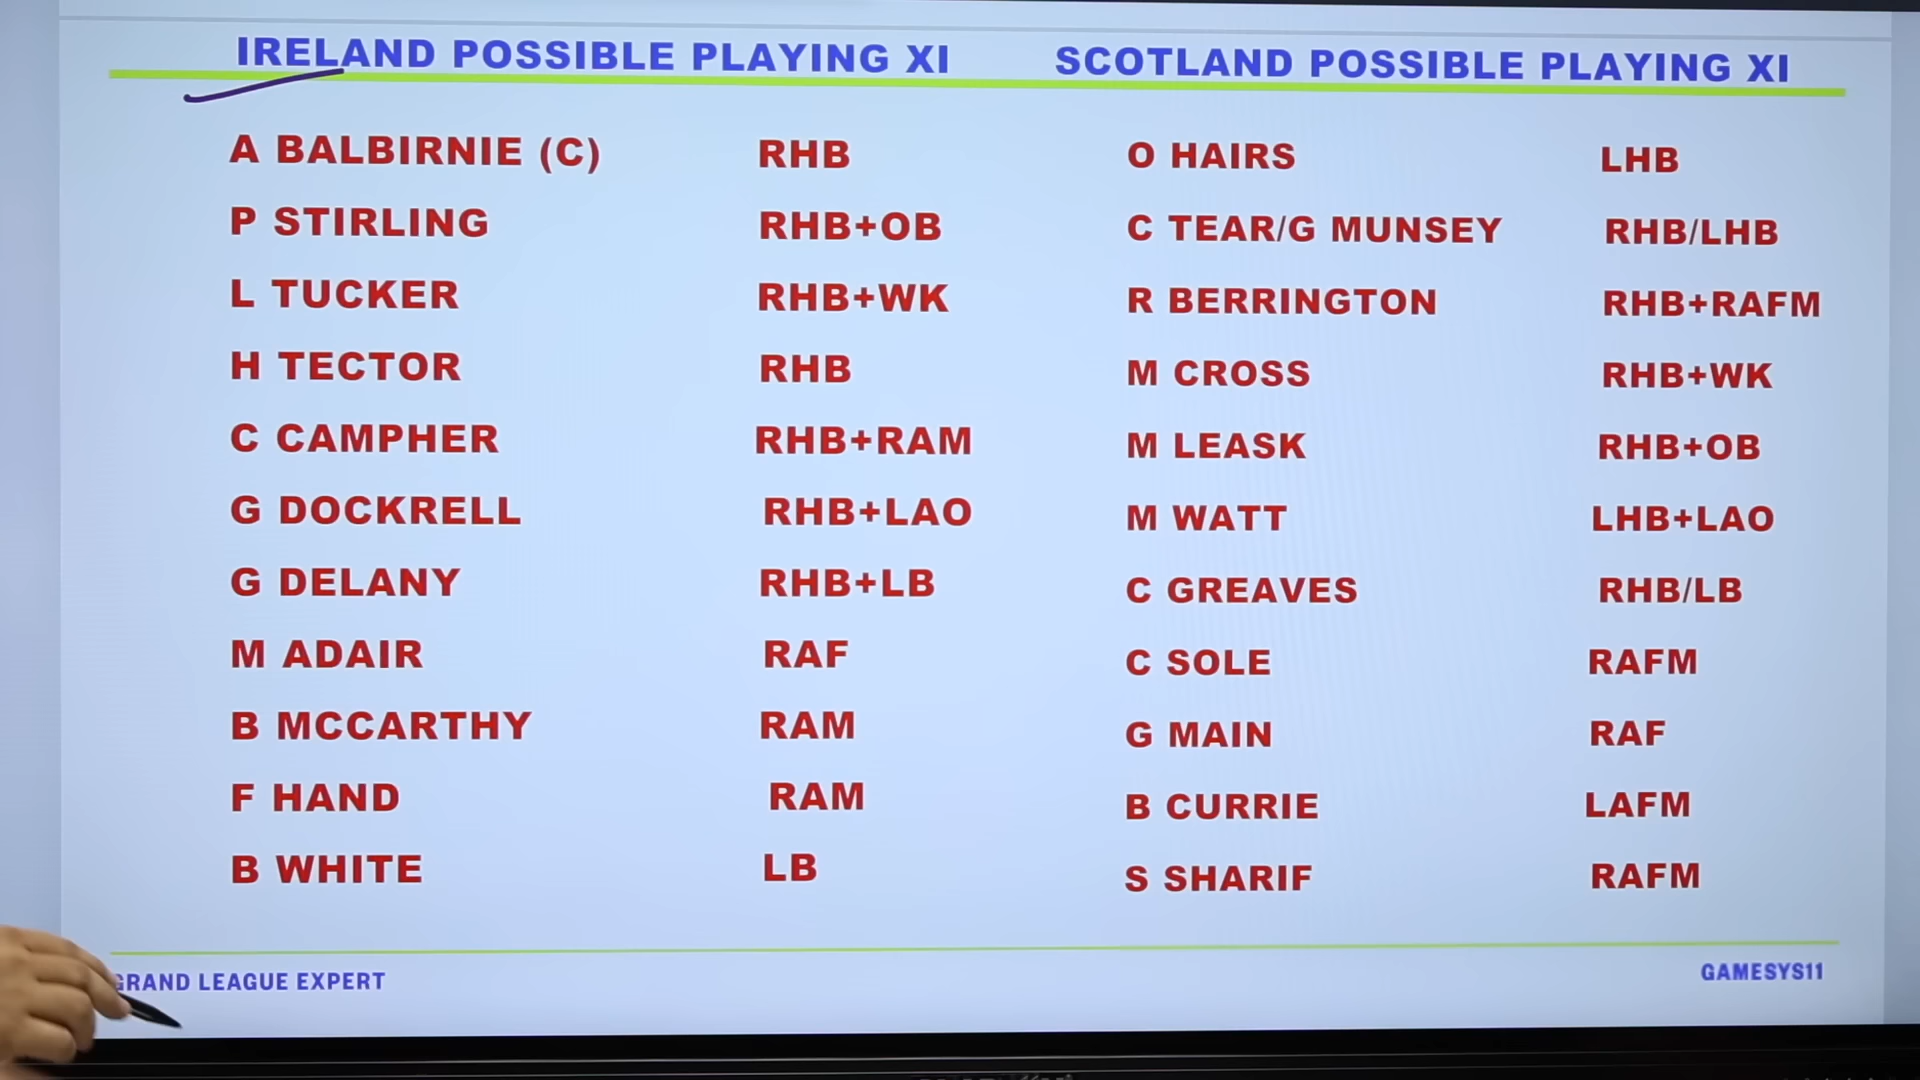 IRELAND POSSIBLE PLAYING XI SCOTLAND POSSIBLE PLAYING XI
A BALBIRNIE (C) RHB O HAIRS LHB
P STIRLING RHB+OB C TEAR/G MUNSEY RHB/LHB
L TUCKER RHB+WK R BERRINGTON RHB+RAFM
H TECTOR RHB M CROSS RHB+WK
C CAMPHER RHB+RAM M LEASK RHB+OB
G DOCKRELL RHB+LAO M WATT LHB+LAO
G DELANY RHB+LB C GREAVES RHB/LB
M ADAIR RAF C SOLE RAFM
B MCCARTHY RAM G MAIN RAF
F HAND RAM B CURRIE LAFM
B WHITE LB S SHARIF RAFM
GRAND LEAGUE EXPERT GAMESYS11